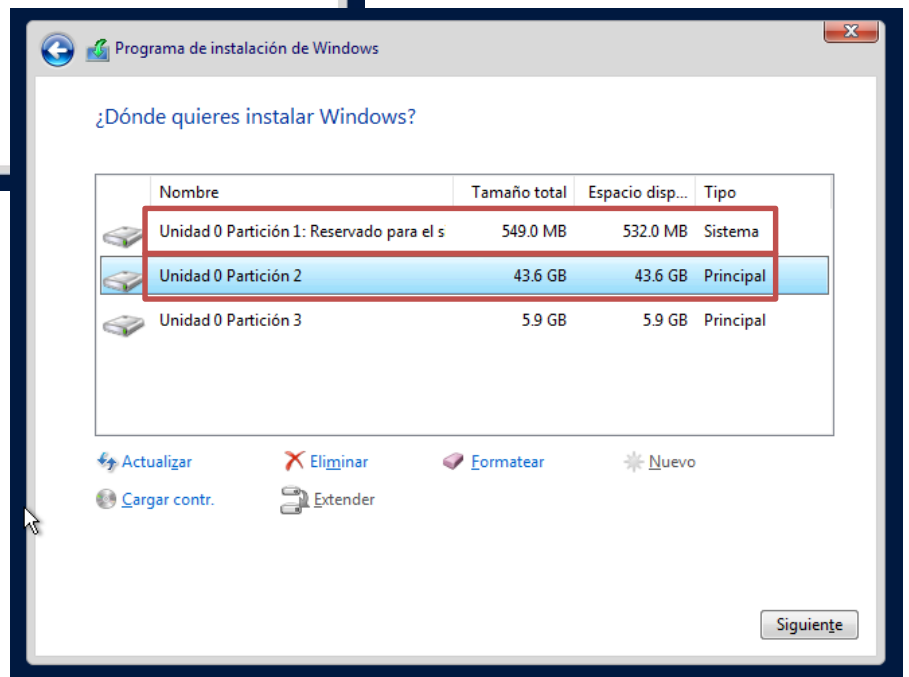 Programa de instalación de Windows
¿Dónde quieres instalar Windows?
Nombre Tamaño total Espacio disp... Tipo
Unidad 0 Partición 1: Reservado para el s 549.0 MB 532.0 MB Sistema
Unidad 0 Partición 2 43.6 GB 43.6 GB Principal
Unidad 0 Partición 3 5.9 GB 5.9 GB Principal
Actualizar Eliminar Formatear Nuevo
Cargar contr. Extender
Siguiente